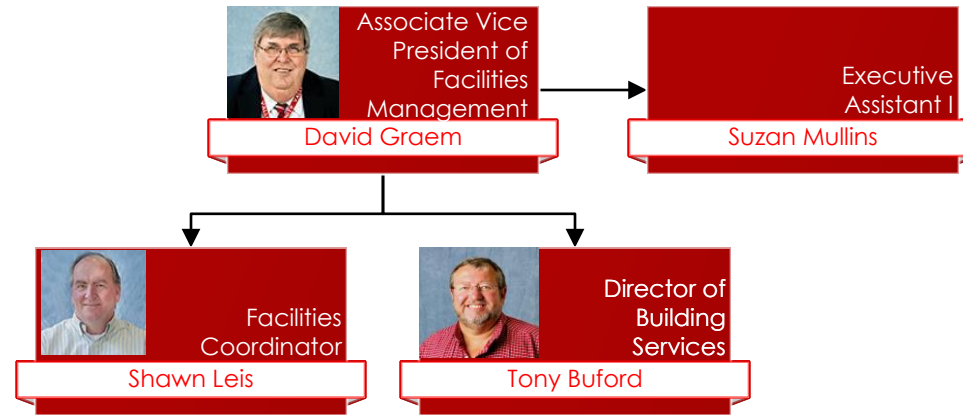 Associate Vice
President of
Facilities
Management
David Graem
Executive
Assistant I
Suzan Mullins
Facilities
Coordinator
Shawn Leis
Director of
Building
Services
Tony Buford